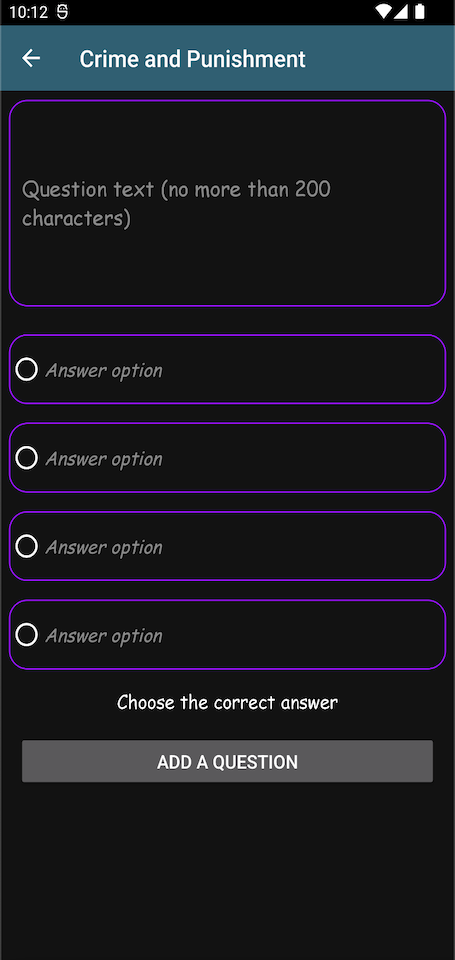 10:12
Crime and Punishment
Question text (no more than 200
characters)
Answer option
Answer option
Answer option
Answer option
Choose the correct answer
ADD A QUESTION